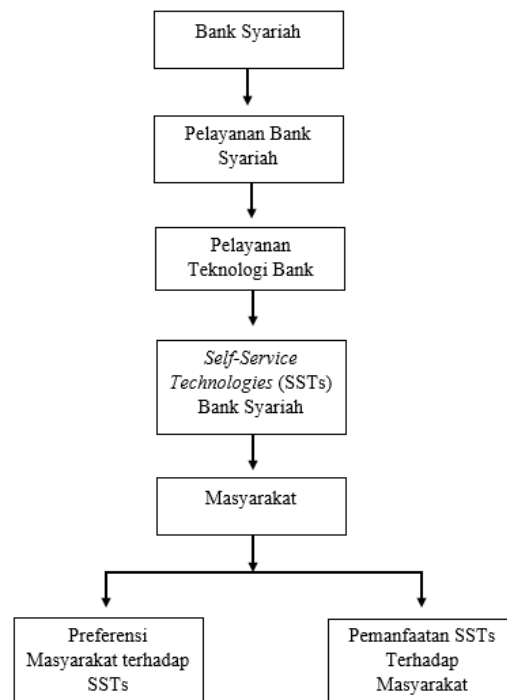 Bank Syariah
Pelayanan Bank
Syariah
Pelayanan
Teknologi Bank
Self-Service
Technologies (SSTs)
Bank Syariah
Masyarakat
Preferensi
Masyarakat terhadap
SSTs
Pemanfaatan SSTs
Terhadap
Masyarakat